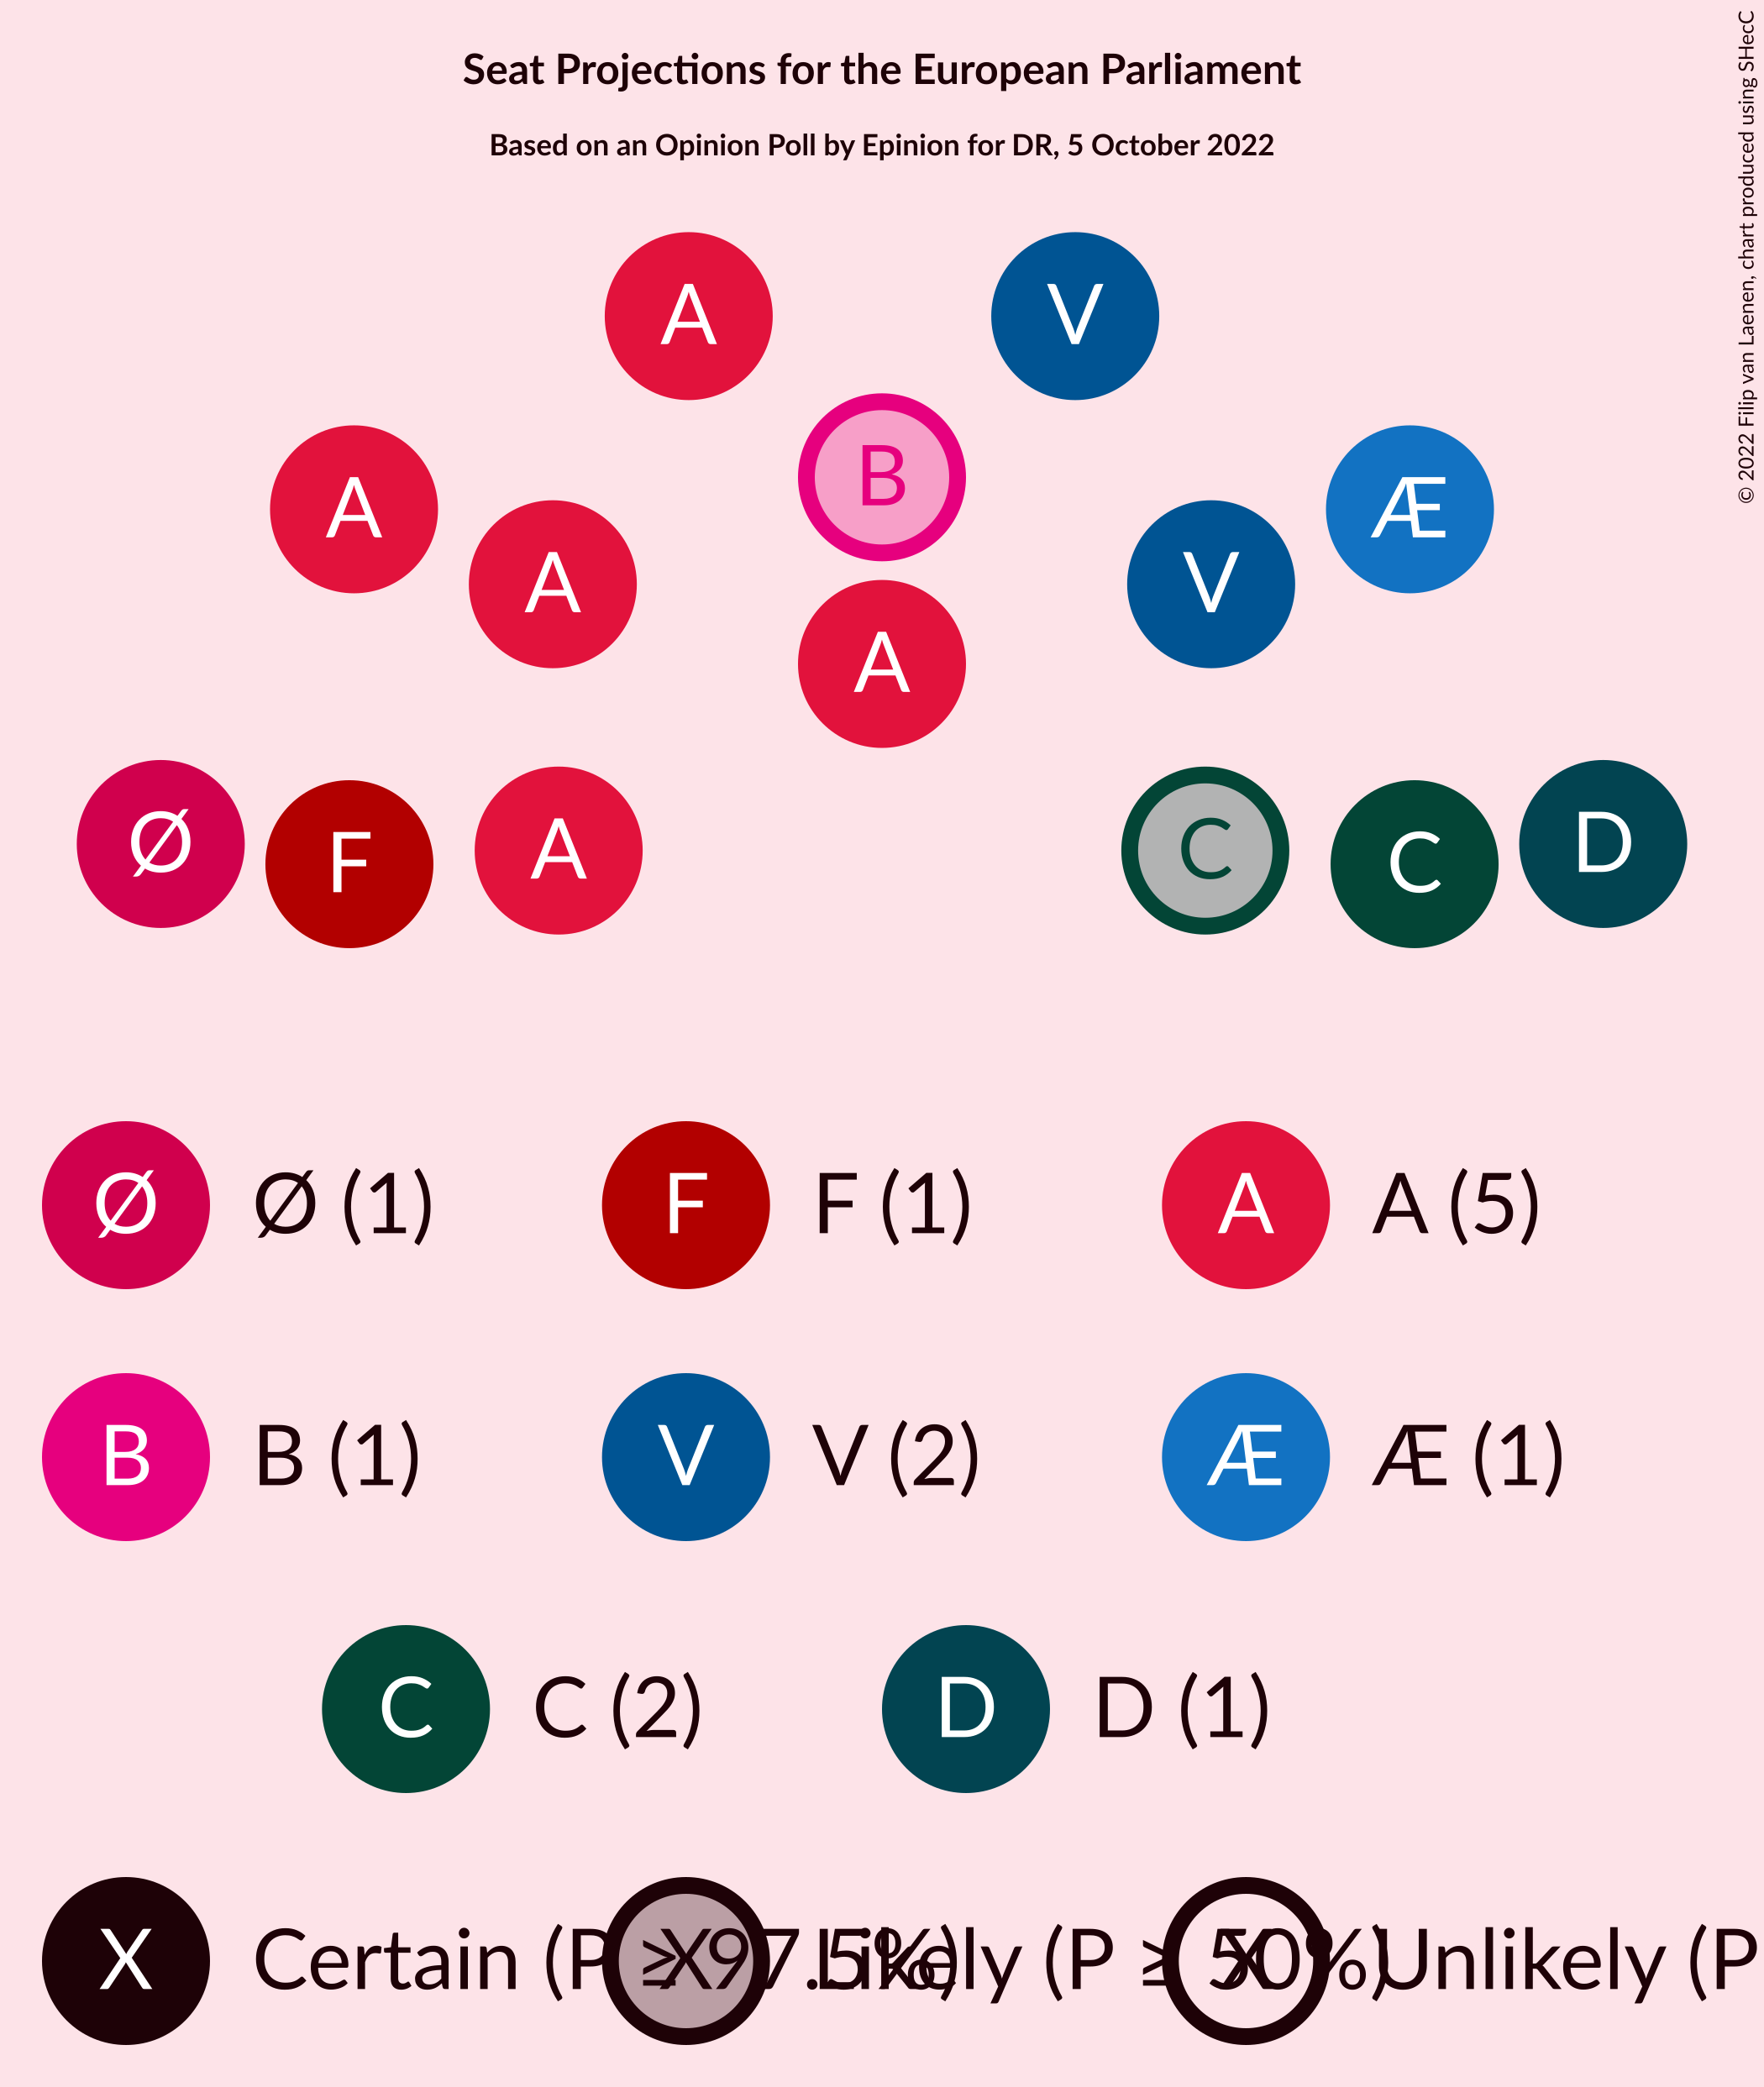 Seat Projections for the European Parliament
Based on an Opinion Poll by Epinion for DR, 5 October 2022
© 2022 Filip van Laenen, chart produced using SHecC
A V
B
A Æ
A V
A
Ø F A C C D
Ø Ø (1) F F (1) A A (5)
B B (1) V V (2) Æ Æ (1)
C C (2) D D (1)
X Certain (P ≥ 97.5%) X Likely (P ≥ 50%) X Unlikely (P